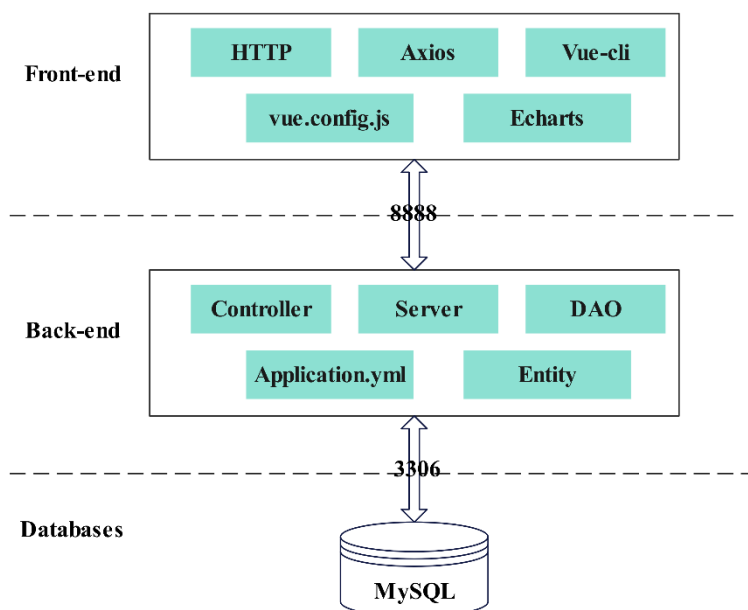 HTTP Axios Vue-cli
Front-end
vue.config.js Echarts
8888
Controller Server DAO
Back-end
Application.yml Entity
3306
Databases
MySQL